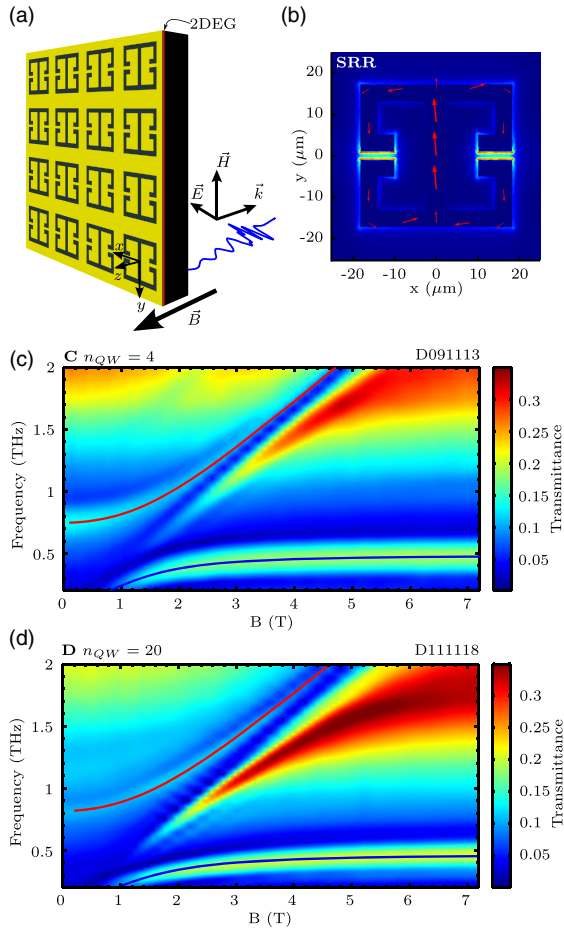 (a)
2DEG
H⃗
E⃗
k⃗
x
z
y
B⃗
(b)
SRR
20
10
0
-10
-20
y (μm)
-20 -10 0 10 20
x (μm)
(c)
C n_QW = 4 D091113
2
1.5
1
0.5
Frequency (THz)
0 1 2 3 4 5 6 7
B (T)
0.3
0.25
0.2
0.15
0.1
0.05
Transmittance
(d)
D n_QW = 20 D111118
2
1.5
1
0.5
Frequency (THz)
0 1 2 3 4 5 6 7
B (T)
0.3
0.25
0.2
0.15
0.1
0.05
Transmittance